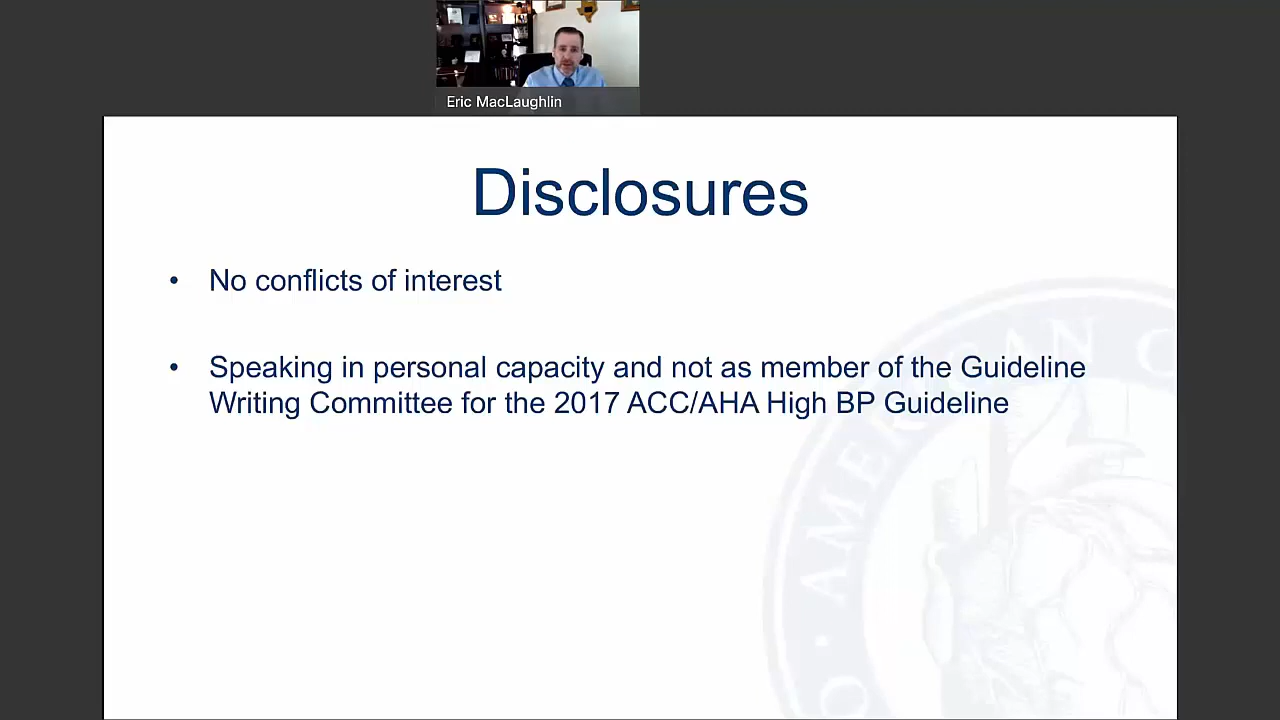 Eric MacLaughlin
Disclosures
• No conflicts of interest
• Speaking in personal capacity and not as member of the Guideline
Writing Committee for the 2017 ACC/AHA High BP Guideline
AMERICAN C